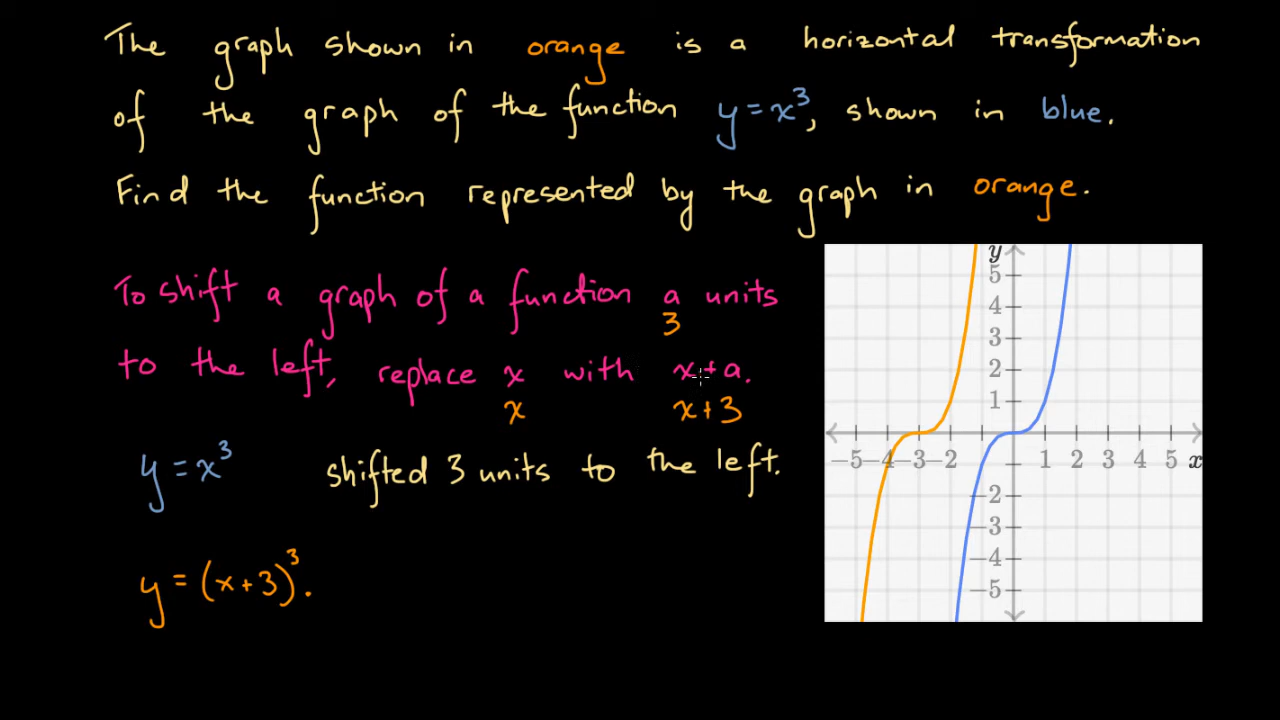 The graph shown in orange is a horizontal transformation
of the graph of the function y = x³, shown in blue.
Find the function represented by the graph in orange.
To shift a graph of a function a units
3
to the left, replace x with x+a.
x x+3
y = x³ shifted 3 units to the left.
y = (x+3)³.
y
5
4
3
2
1
-5 -4 -3 -2 1 2 3 4 5 x
-2
-3
-4
-5